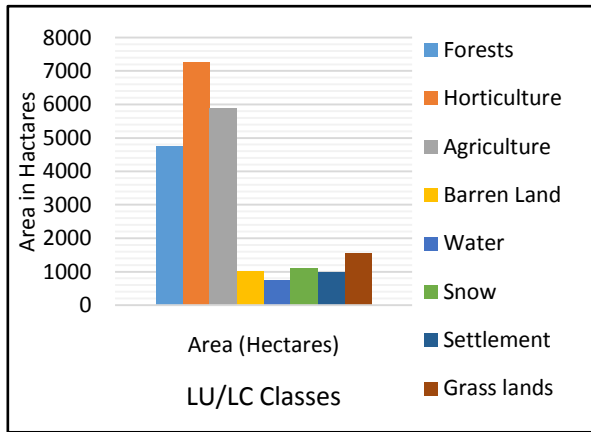 8000
7000
6000
5000
4000
3000
2000
1000
0
Area in Hactares
Area (Hectares)
LU/LC Classes
Forests
Horticulture
Agriculture
Barren Land
Water
Snow
Settlement
Grass lands